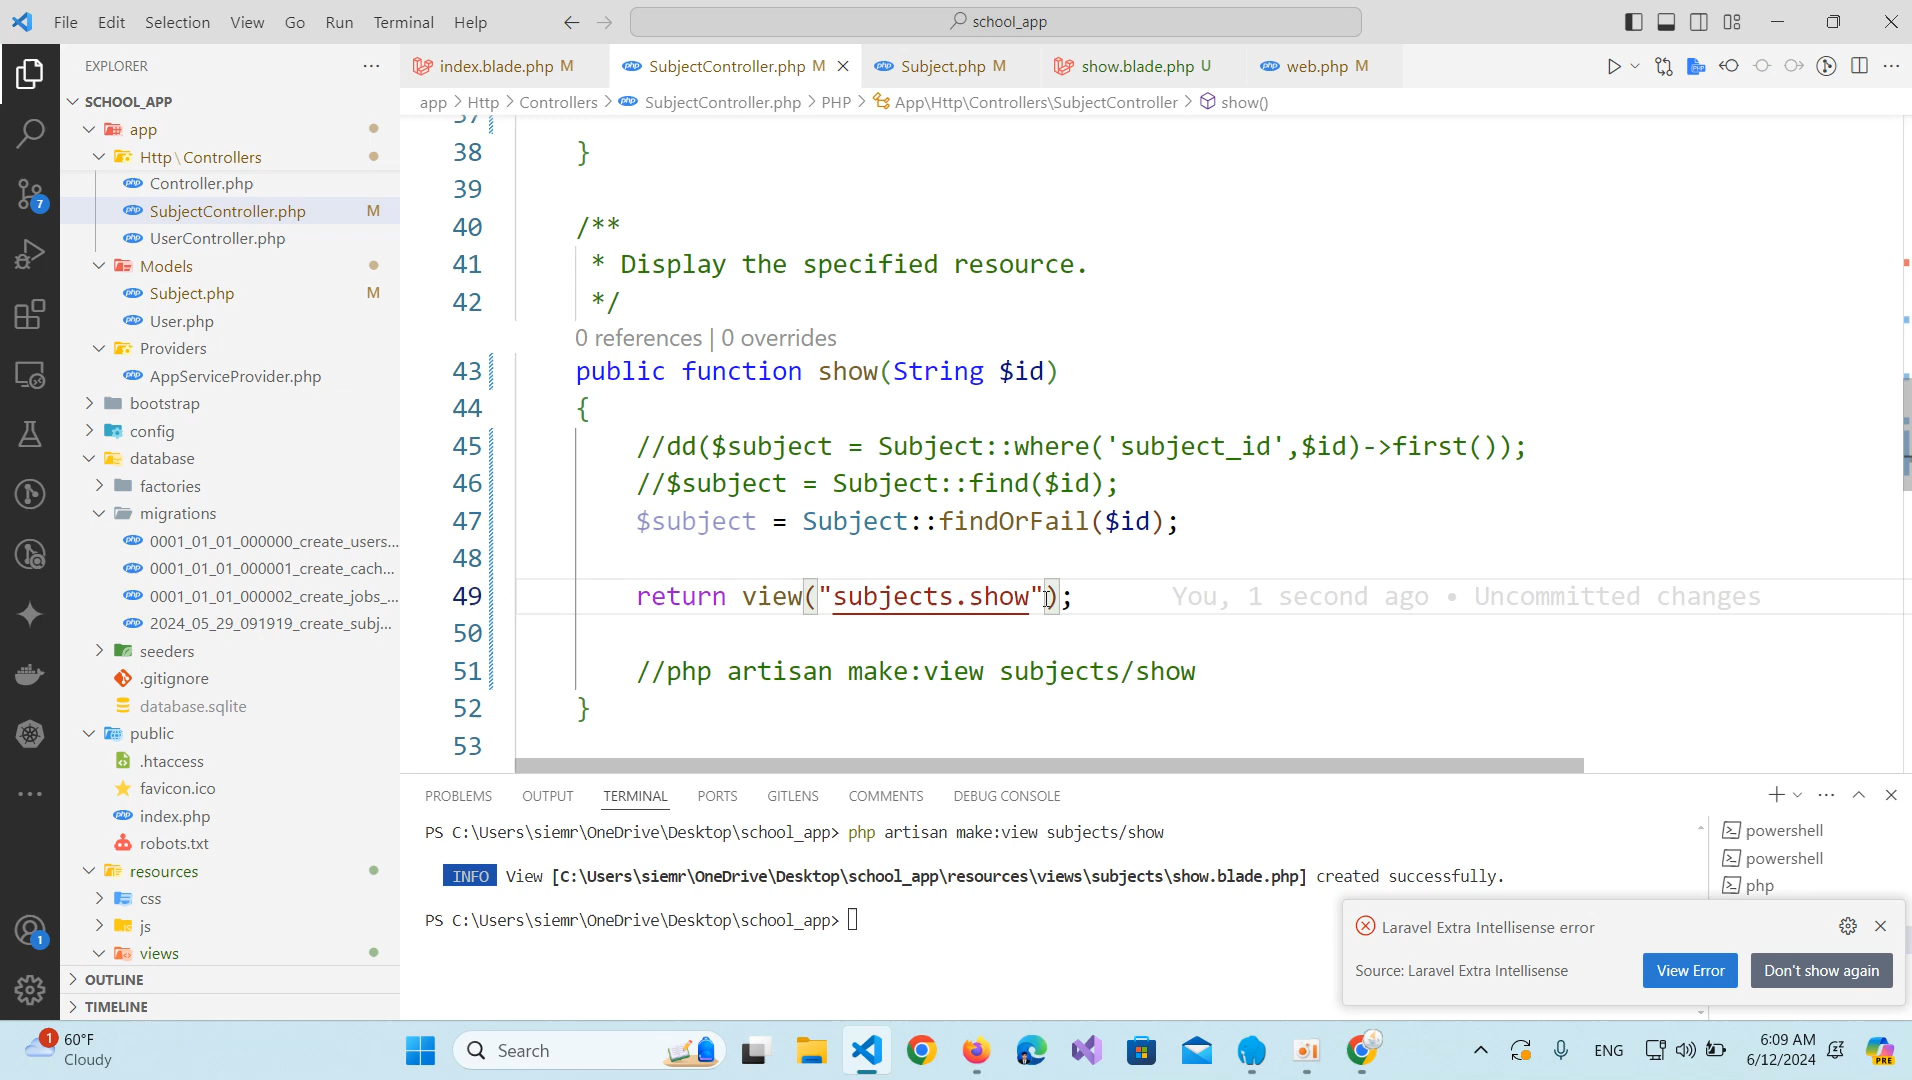 File Edit Selection View Go Run Terminal Help
school_app
EXPLORER
index.blade.php M
SubjectController.php M
Subject.php M
show.blade.php U
web.php M
app > Http > Controllers > SubjectController.php > PHP > App\Http\Controllers\SubjectController > show()
SCHOOL_APP
app
Http \ Controllers
Controller.php
SubjectController.php M
UserController.php
Models
Subject.php M
User.php
Providers
AppServiceProvider.php
bootstrap
config
database
factories
migrations
0001_01_01_000000_create_users...
0001_01_01_000001_create_cach...
0001_01_01_000002_create_jobs_...
2024_05_29_091919_create_subj...
seeders
.gitignore
database.sqlite
public
.htaccess
favicon.ico
index.php
robots.txt
resources
css
js
views
OUTLINE
TIMELINE
7
1
37
38 }
39
40 /**
41 * Display the specified resource.
42 */
0 references | 0 overrides
43 public function show(String $id)
44 {
45 //dd($subject = Subject::where('subject_id',$id)->first());
46 //$subject = Subject::find($id);
47 $subject = Subject::findOrFail($id);
48
49 return view("subjects.show"); You, 1 second ago • Uncommitted changes
50
51 //php artisan make:view subjects/show
52 }
53
PROBLEMS OUTPUT TERMINAL PORTS GITLENS COMMENTS DEBUG CONSOLE
PS C:\Users\siemr\OneDrive\Desktop\school_app> php artisan make:view subjects/show
INFO View [C:\Users\siemr\OneDrive\Desktop\school_app\resources\views\subjects\show.blade.php] created successfully.
PS C:\Users\siemr\OneDrive\Desktop\school_app>
powershell
powershell
php
Laravel Extra Intellisense error
Source: Laravel Extra Intellisense
View Error
Don't show again
1
60°F
Cloudy
Search
PRE
ENG
6:09 AM
6/12/2024